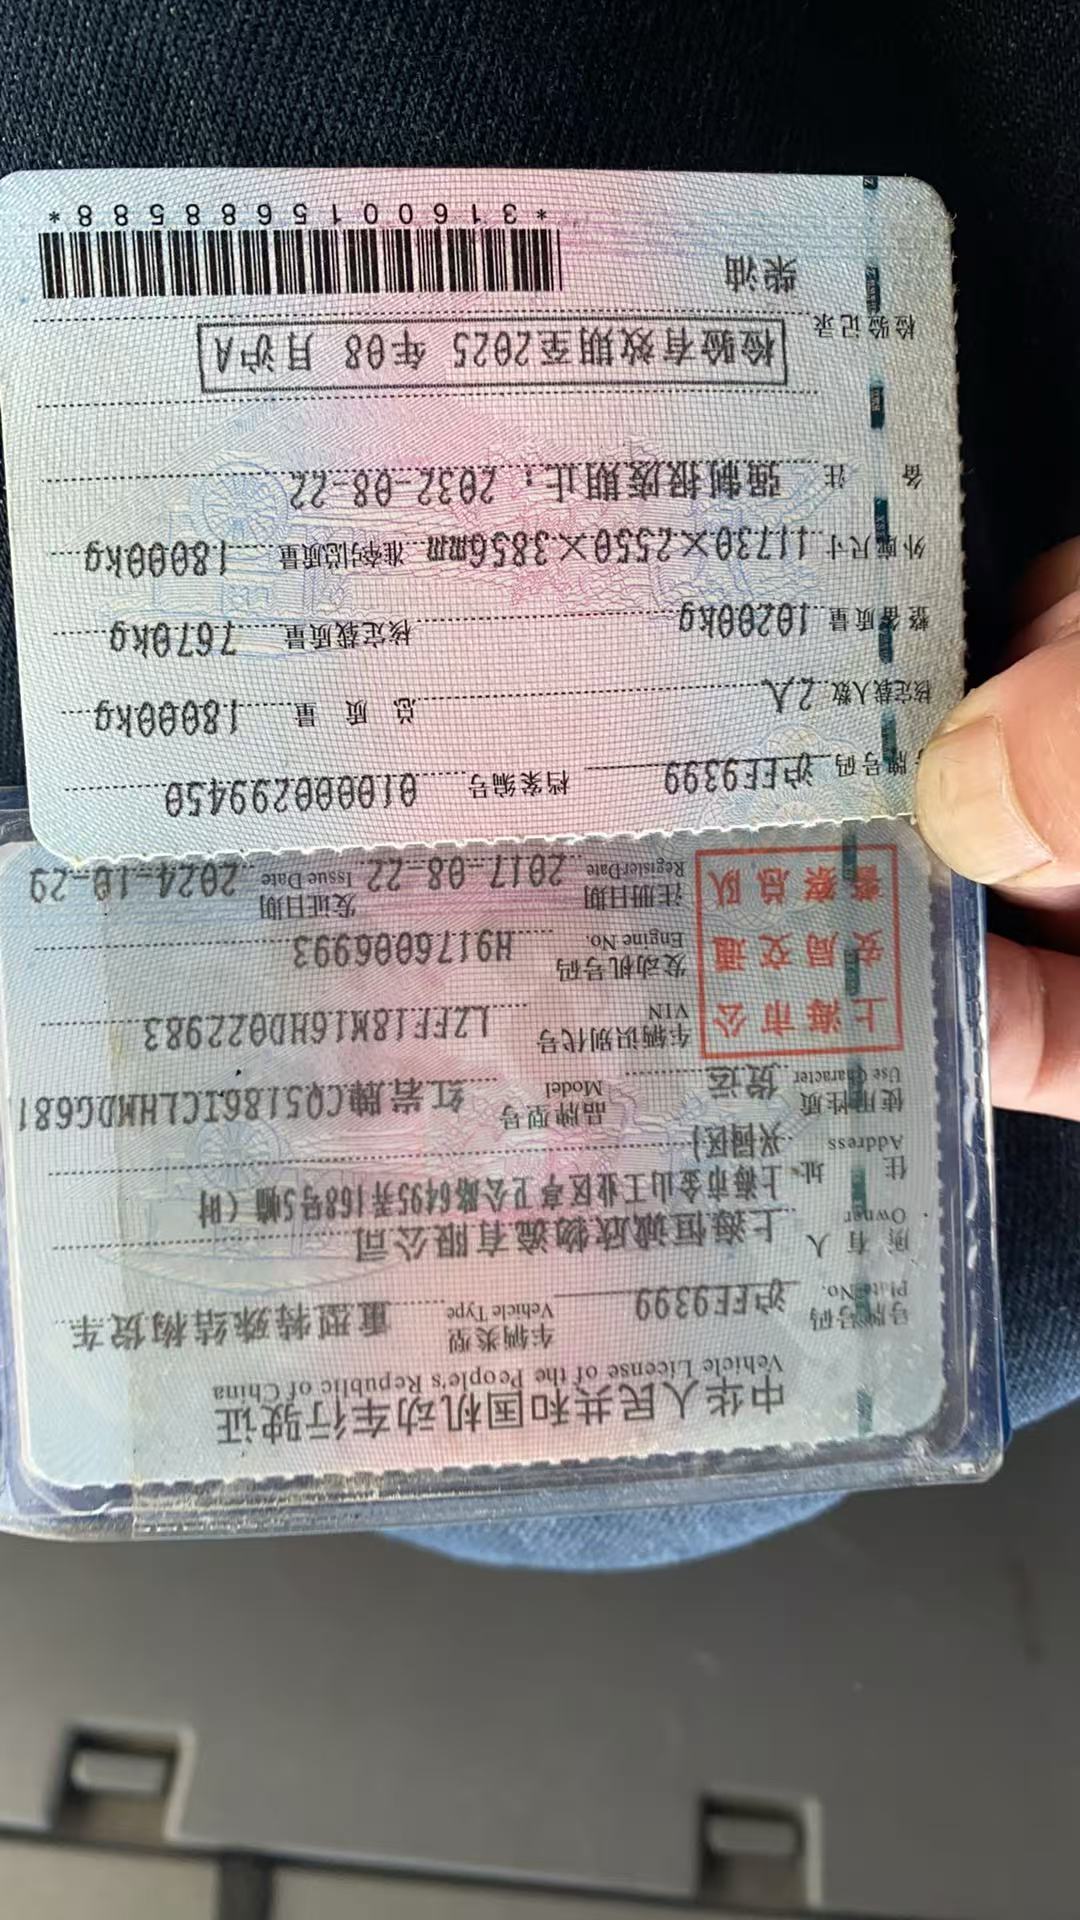 中华人民共和国机动车行驶证
Vehicle License of the People's Republic of China
号牌号码 Plate No. 沪EE9399 车辆类型 Vehicle Type 重型特殊结构货车
所有人 Owner 上海恒诚欣物流有限公司
住址 Address 上海市金山工业区亭卫公路6495弄168号5幢(时
兴园区)
使用性质 Use Character 货运 品牌型号 Model 红岩牌CQ5186TCLHMDG681
上海市公
安局交通
警察总队
车辆识别代号 VIN LZFF18M16HD022983
发动机号码 Engine No. H9176006993
注册日期 Register Date 2017-08-22 发证日期 Issue Date 2024-10-29
号牌号码 沪EE9399 档案编号 010000299450
核定载人数 2人 总质量 18000kg
整备质量 10200kg 核定载质量 7670kg
外廓尺寸 11730×2550×3856mm 准牵引总质量 18000kg
备注 强制报废期止：2032-08-22
检验有效期至2025年08月沪A
检验记录
柴油
*3160015688588*